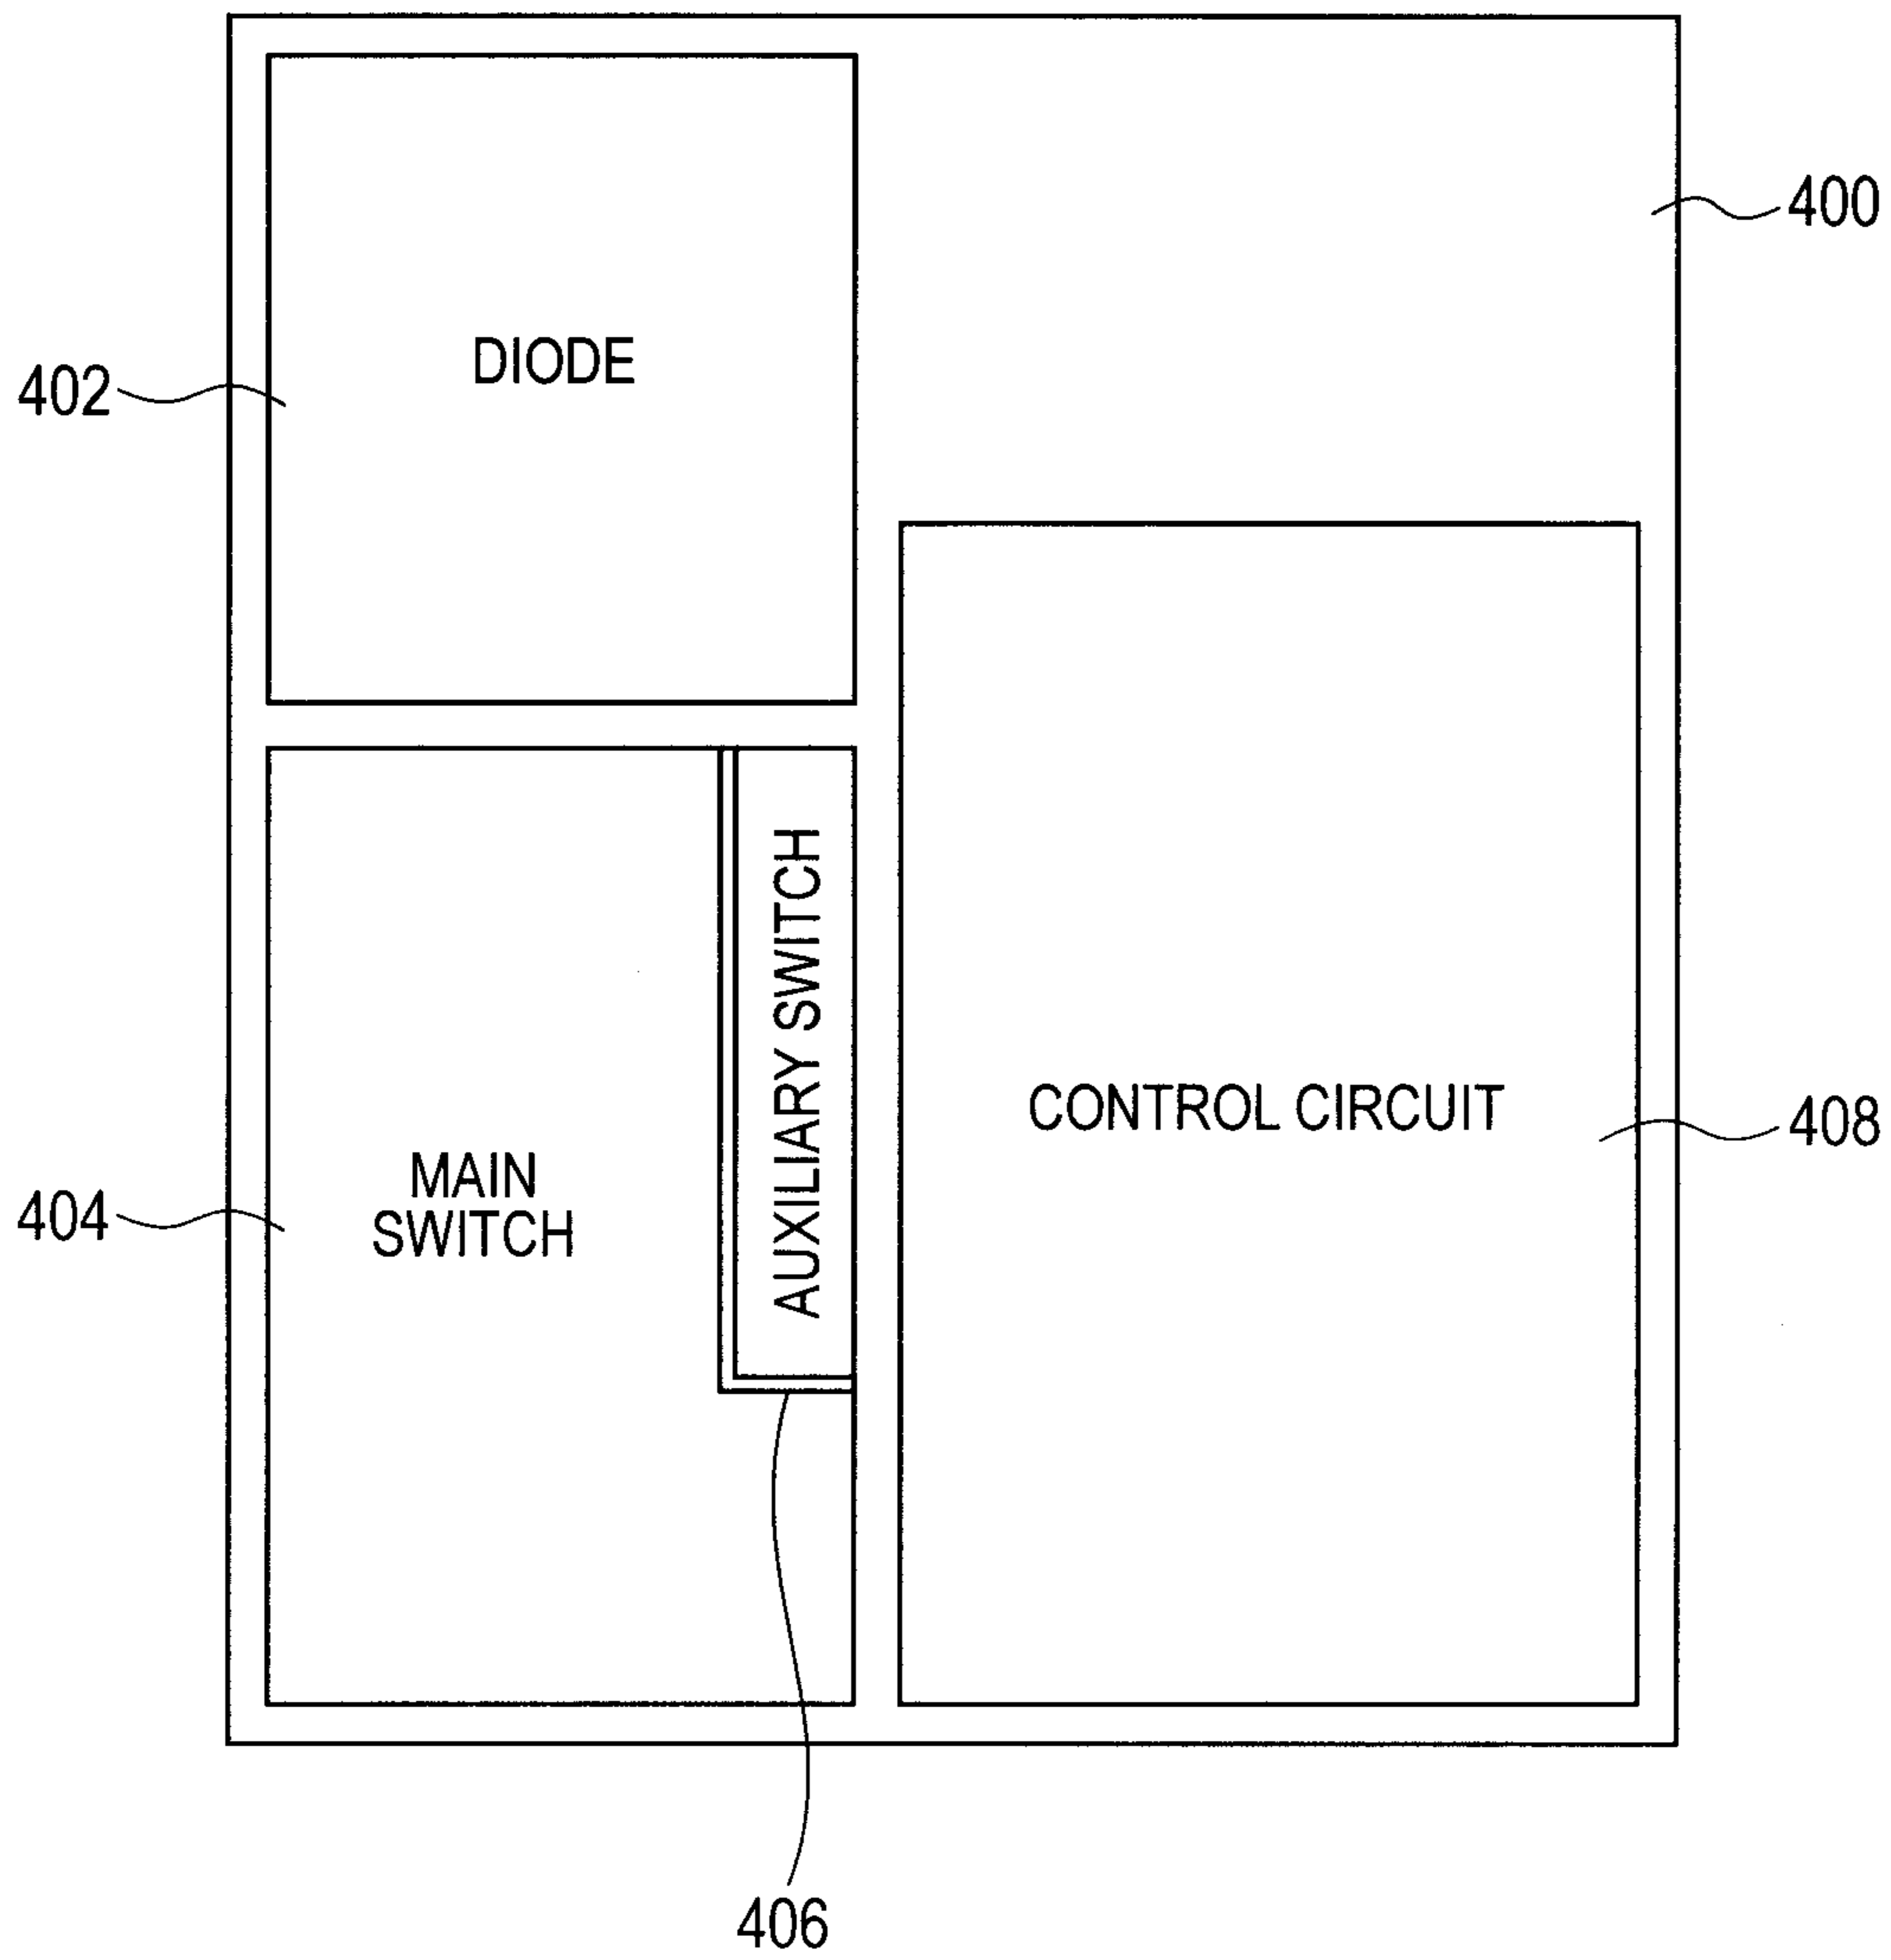 400
DIODE
402
AUXILIARY SWITCH
CONTROL CIRCUIT
408
MAIN
SWITCH
404
406